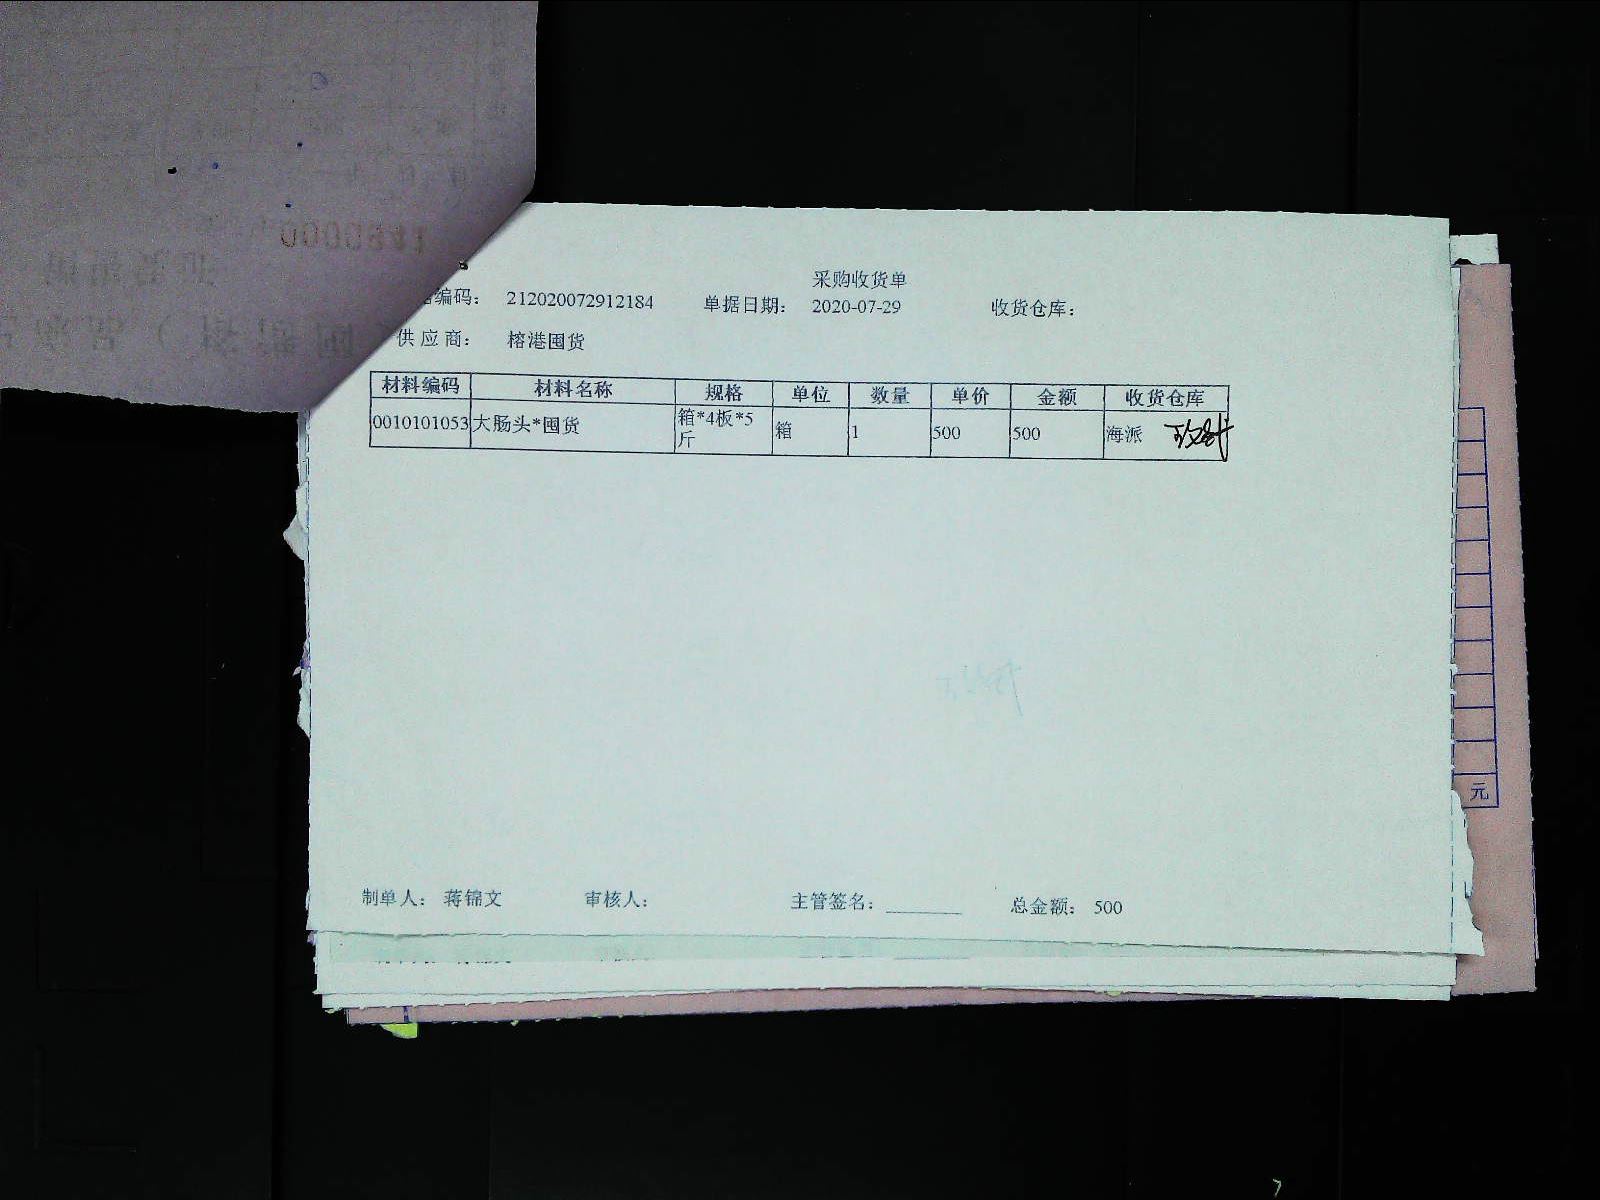 0000881
采购收货单
编码： 212020072912184 单据日期： 2020-07-29 收货仓库：
供应商： 榕港囤货
材料编码 材料名称 规格 单位 数量 单价 金额 收货仓库
0010101053 大肠头*囤货 箱*4板*5斤 箱 1 500 500 海派
元
制单人： 蒋锦文 审核人： 主管签名： 总金额： 500